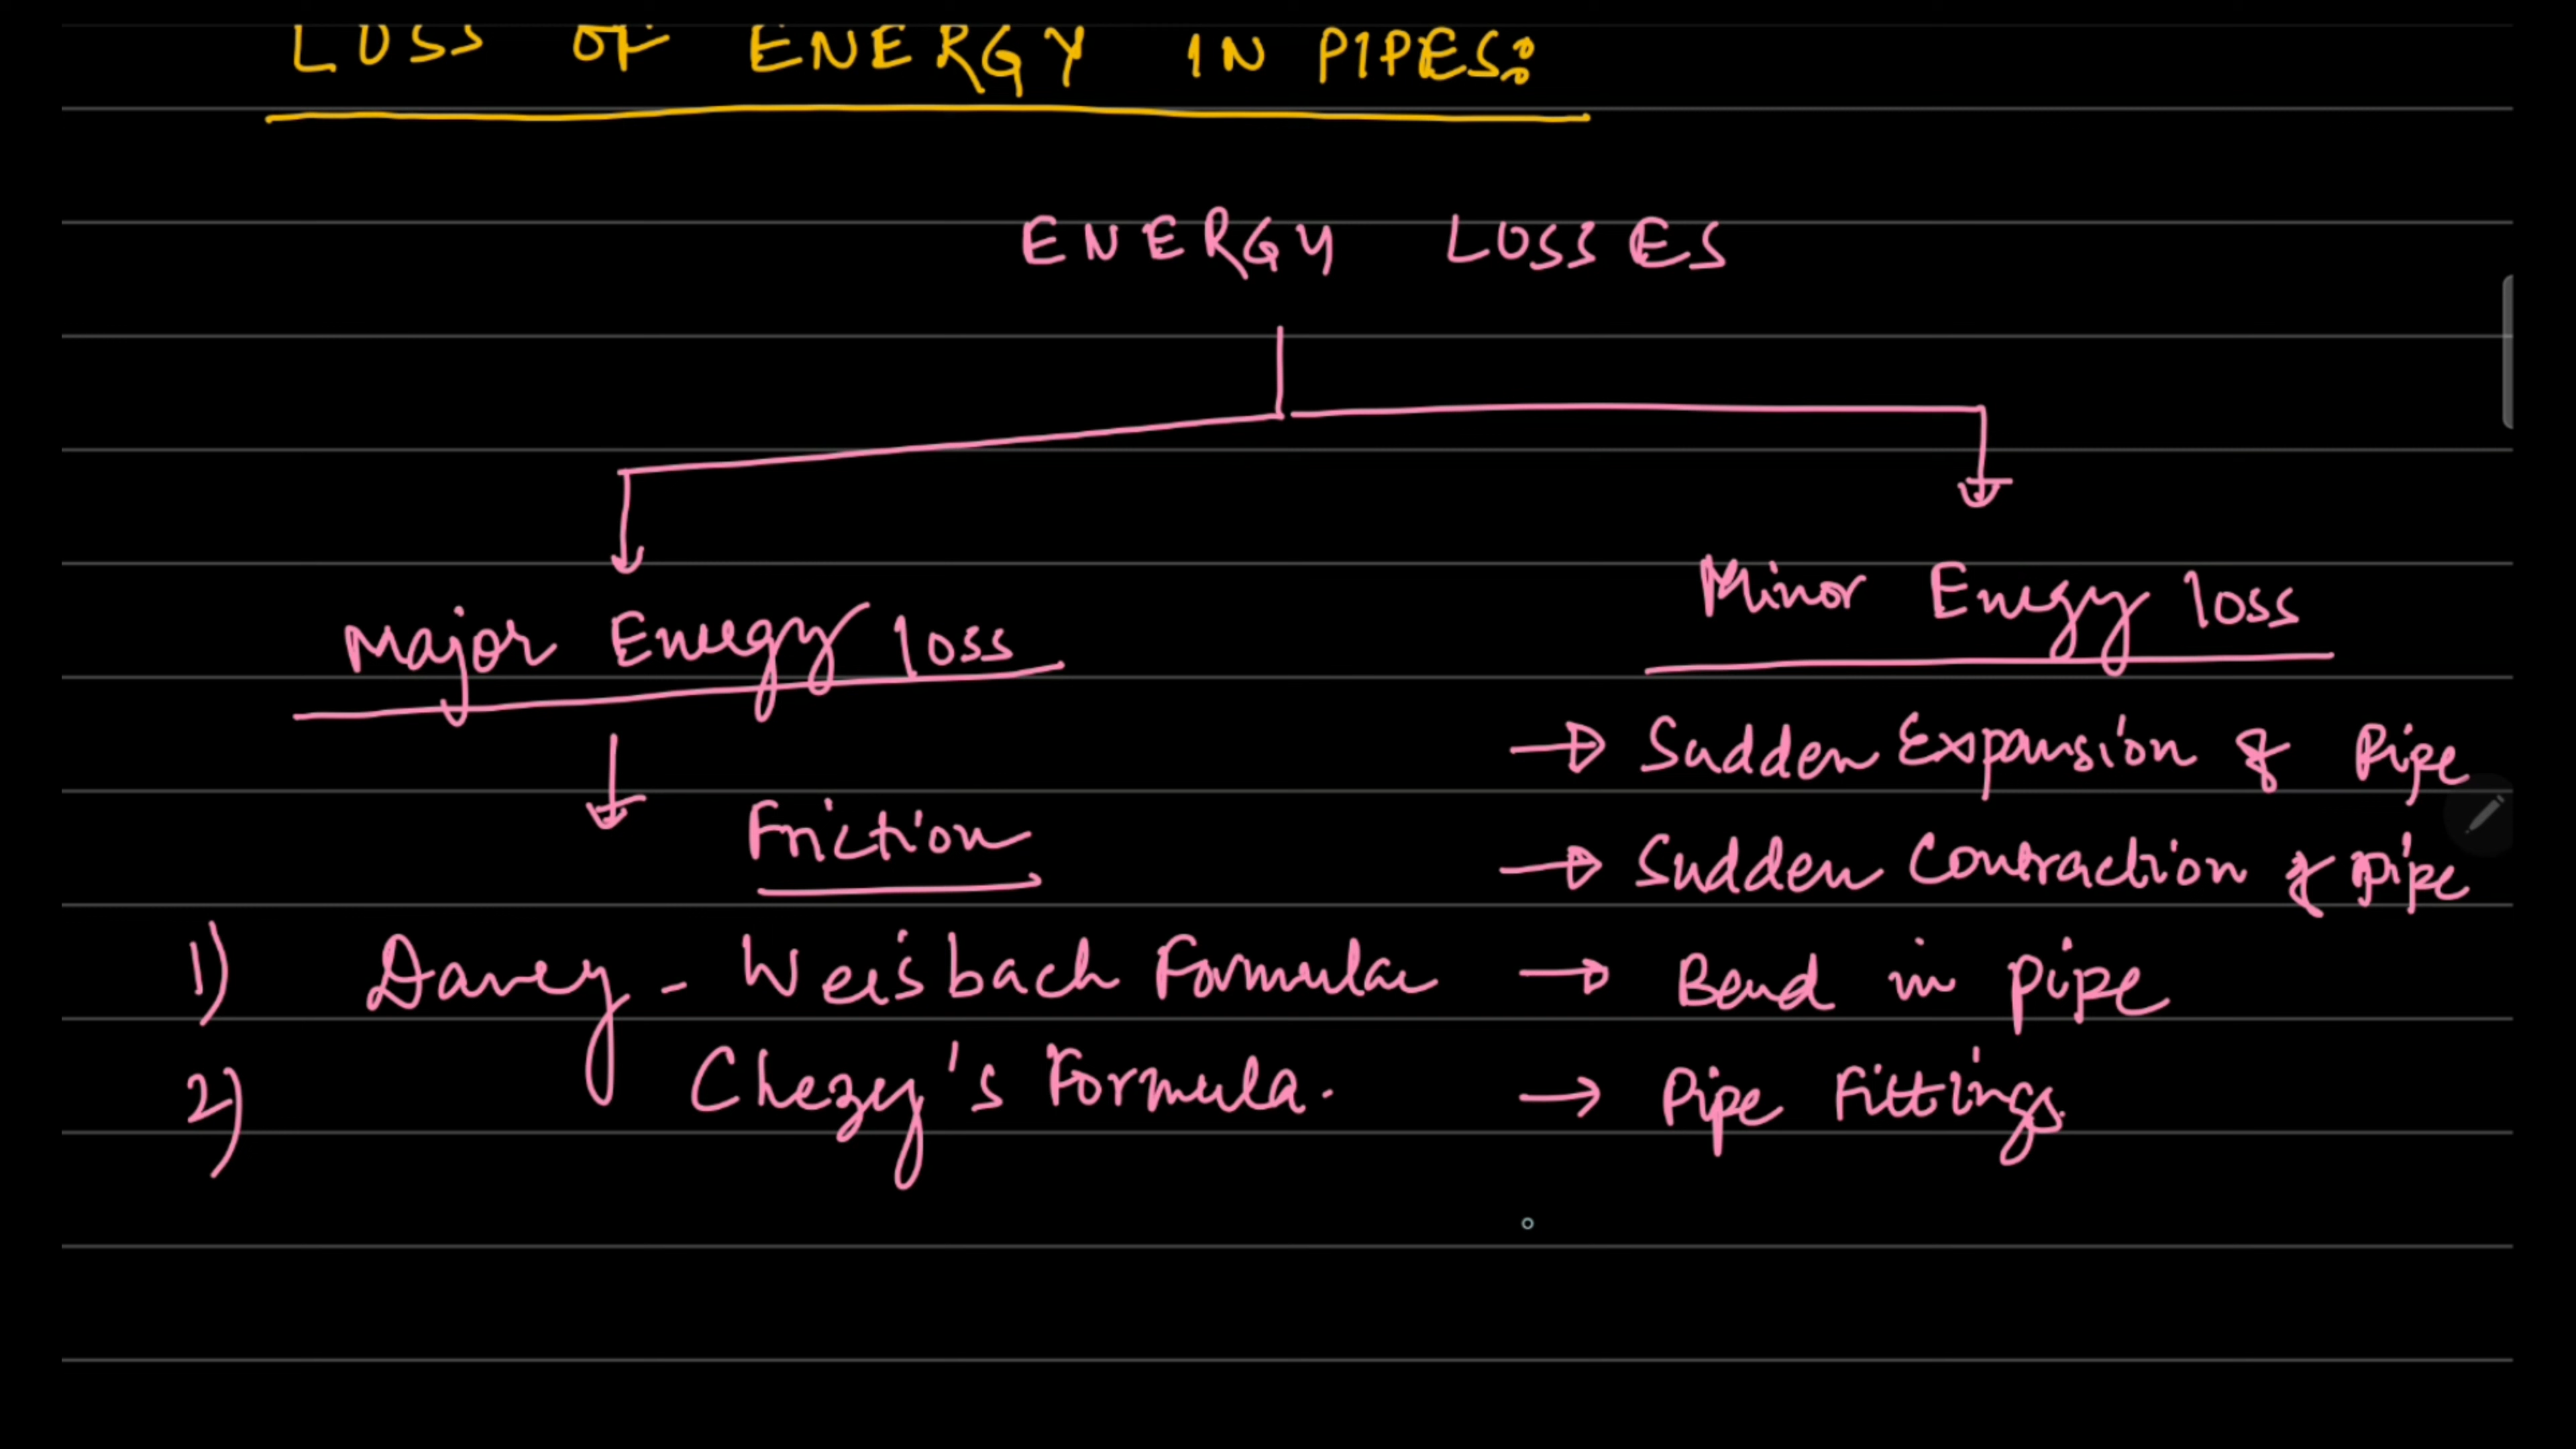 LOSS OF ENERGY IN PIPES:
ENERGY LOSSES
Major Energy loss
Minor Energy loss
Friction
→ Sudden Expansion of Pipe
→ Sudden Contraction of pipe
1) Darcy - Weisbach Formulae
→ Bend in pipe
2) Chezy's Formula.
→ Pipe Fittings.